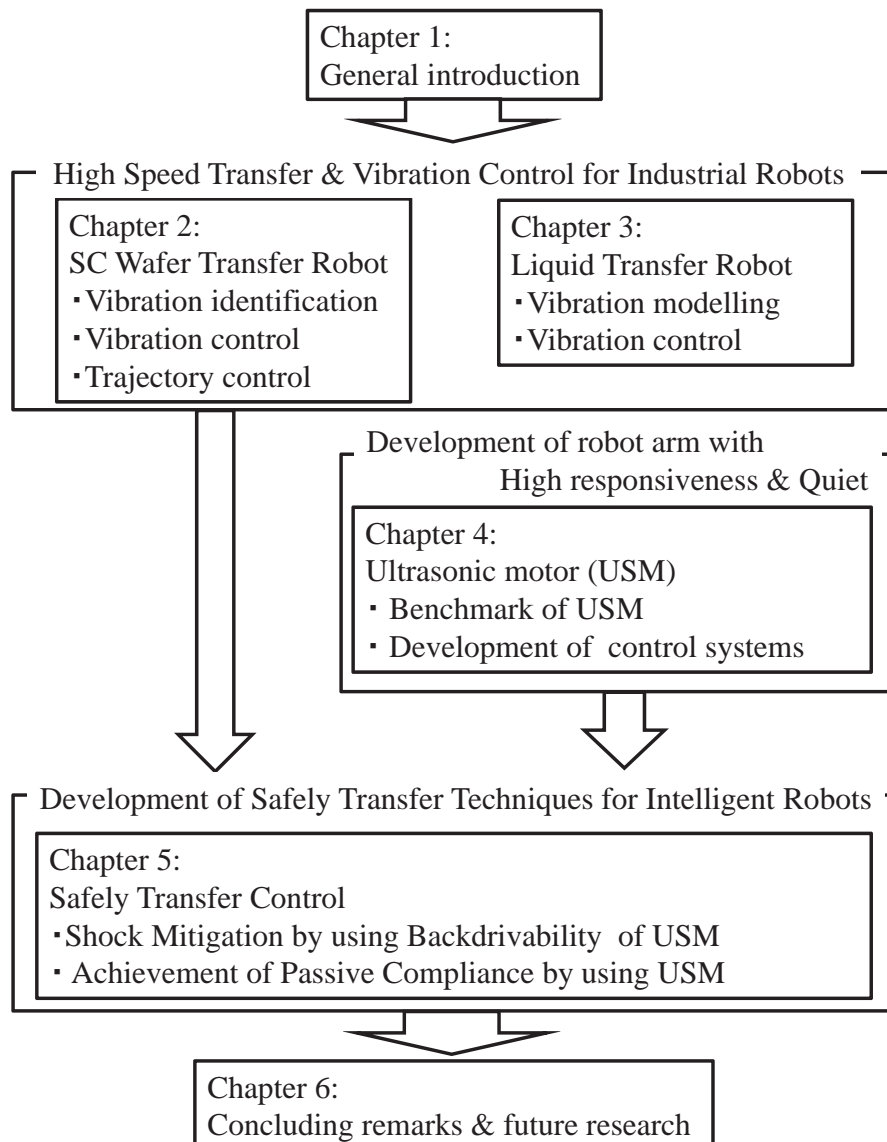 Chapter 1:
General introduction
High Speed Transfer & Vibration Control for Industrial Robots
Chapter 2:
SC Wafer Transfer Robot
・Vibration identification
・Vibration control
・Trajectory control
Chapter 3:
Liquid Transfer Robot
・Vibration modelling
・Vibration control
Development of robot arm with
High responsiveness & Quiet
Chapter 4:
Ultrasonic motor (USM)
・ Benchmark of USM
・ Development of control systems
Development of Safely Transfer Techniques for Intelligent Robots
Chapter 5:
Safely Transfer Control
・Shock Mitigation by using Backdrivability of USM
・ Achievement of Passive Compliance by using USM
Chapter 6:
Concluding remarks & future research